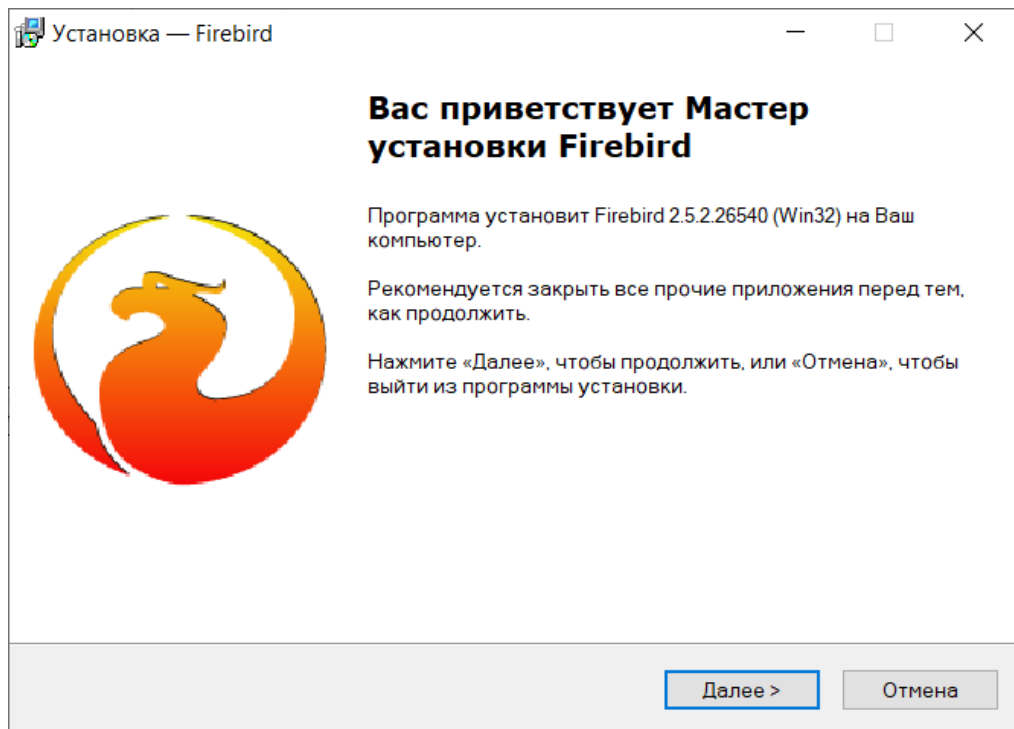 Установка — Firebird
Вас приветствует Мастер
установки Firebird
Программа установит Firebird 2.5.2.26540 (Win32) на Ваш
компьютер.
Рекомендуется закрыть все прочие приложения перед тем,
как продолжить.
Нажмите «Далее», чтобы продолжить, или «Отмена», чтобы
выйти из программы установки.
Далее > Отмена